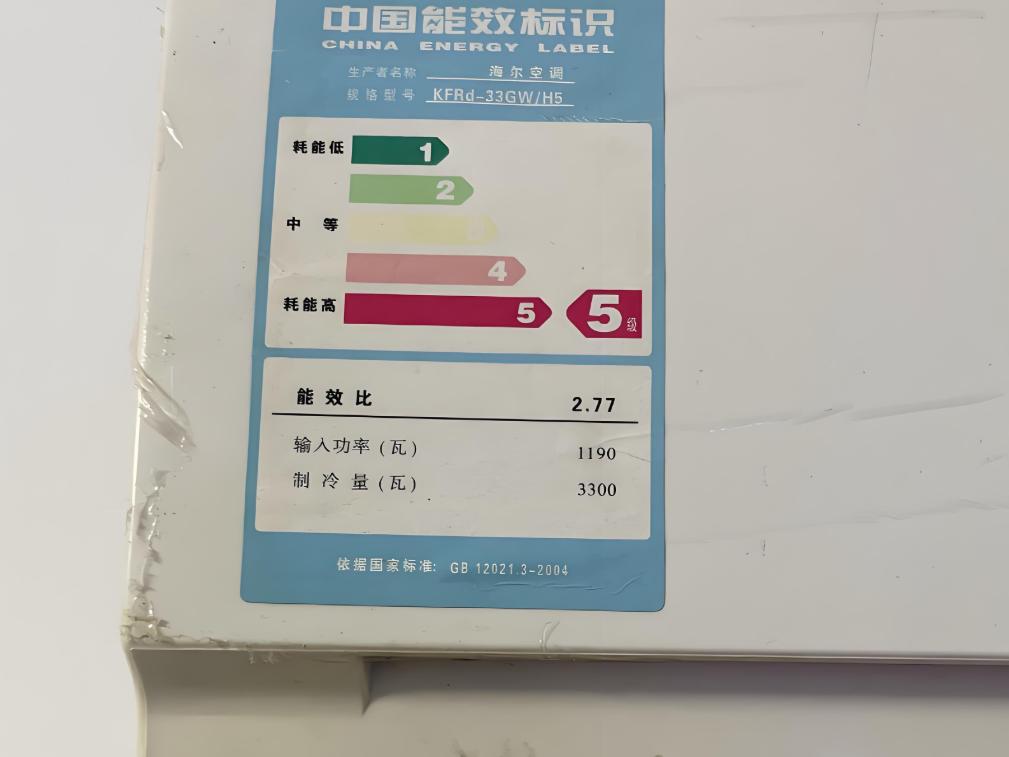 中国能效标识
CHINA ENERGY LABEL
生产者名称 海尔空调
规格型号 KFRd-33GW/H5
耗能低 1
2
中 等 3
4
耗能高 5 5级
能效比 2.77
输入功率(瓦) 1190
制冷量(瓦) 3300
依据国家标准: GB 12021.3-2004